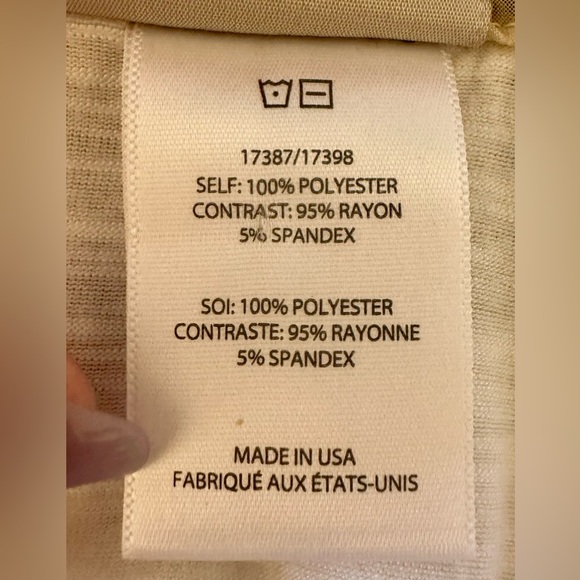 17387/17398
SELF: 100% POLYESTER
CONTRAST: 95% RAYON
5% SPANDEX
SOI: 100% POLYESTER
CONTRASTE: 95% RAYONNE
5% SPANDEX
MADE IN USA
FABRIQUÉ AUX ÉTATS-UNIS